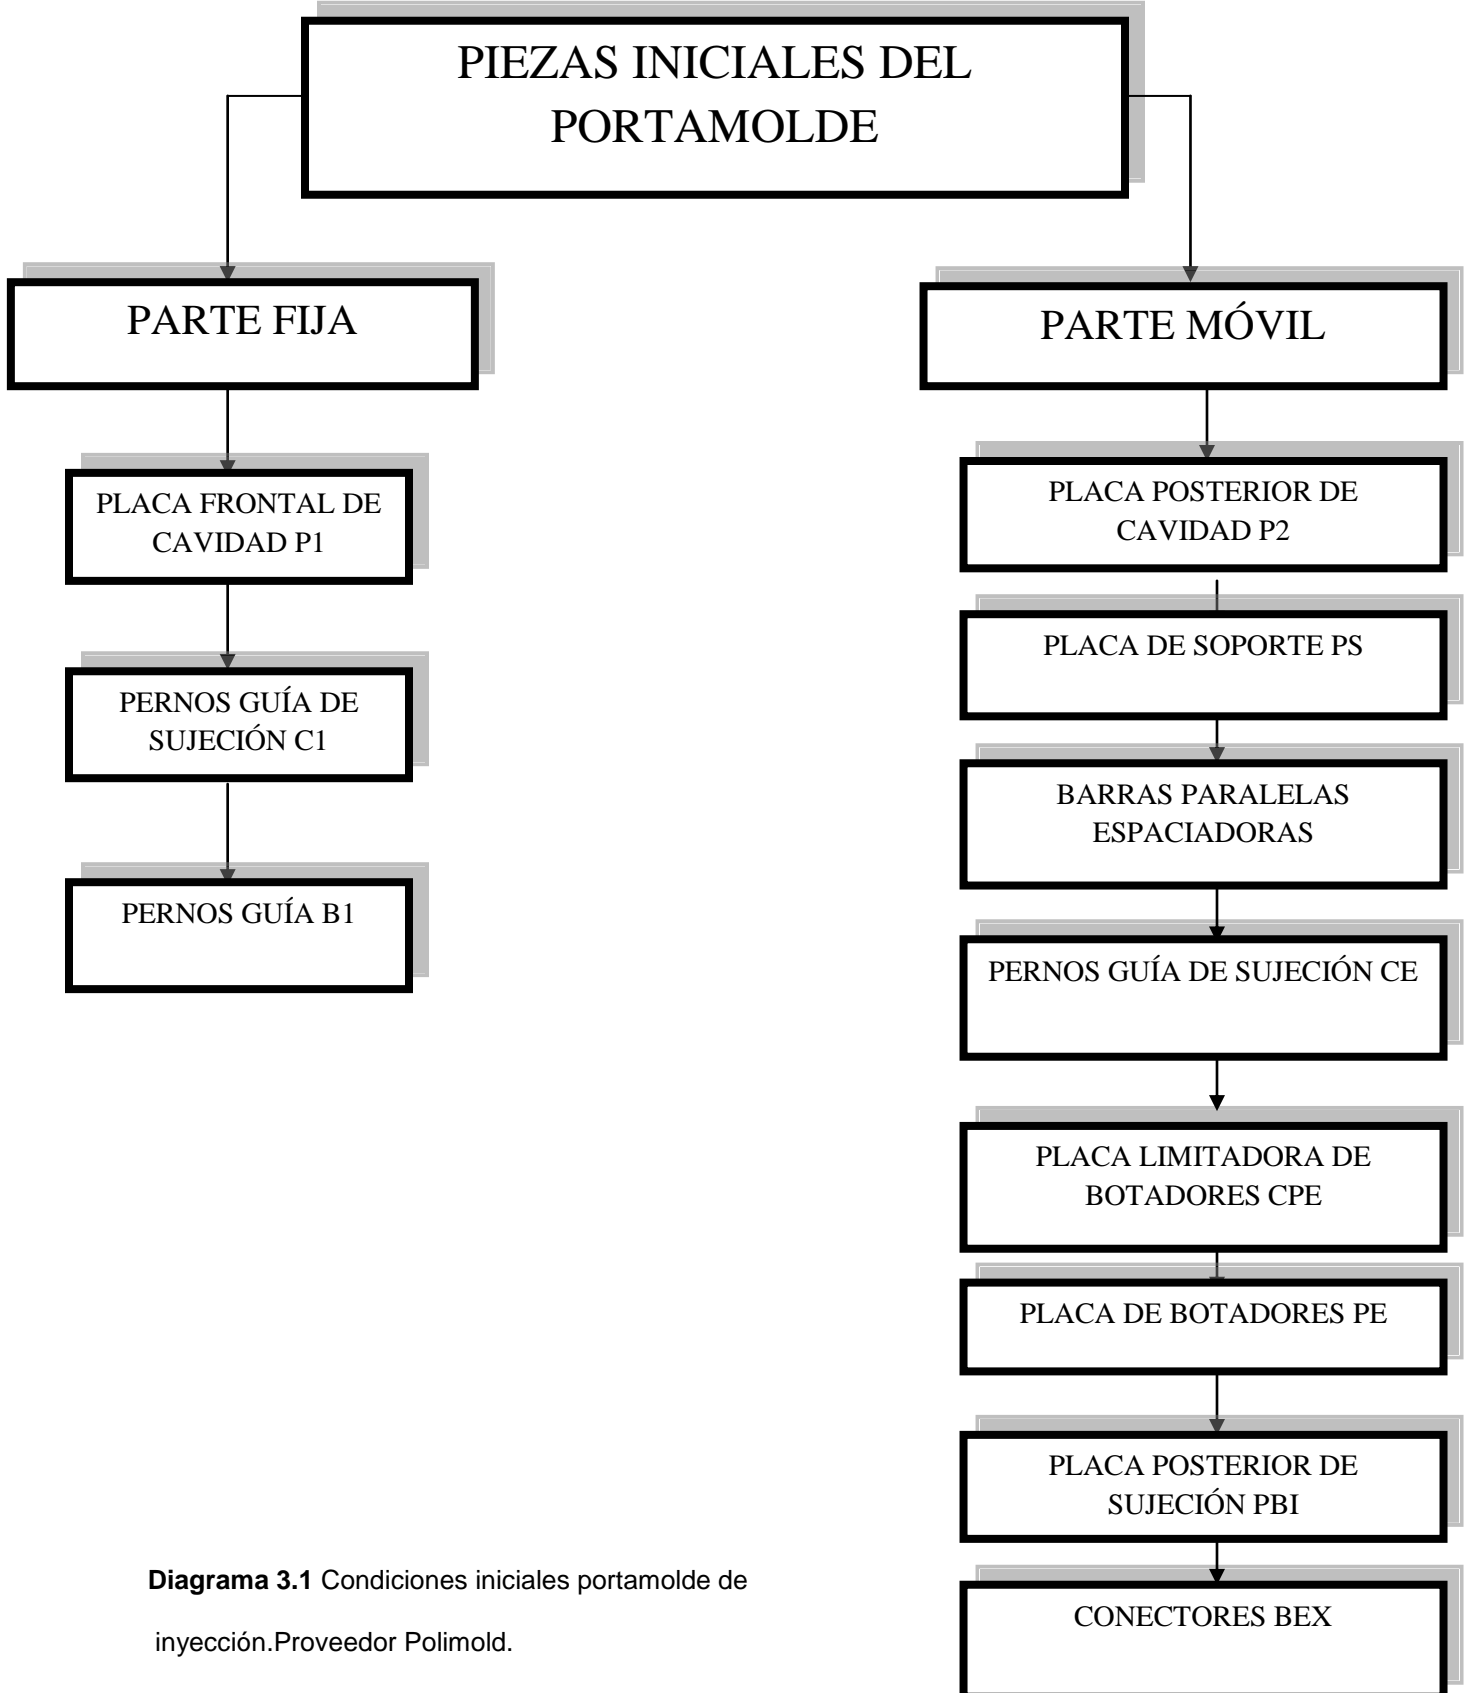 PIEZAS INICIALES DEL
PORTAMOLDE
PARTE FIJA
PLACA FRONTAL DE
CAVIDAD P1
PERNOS GUÍA DE
SUJECIÓN C1
PERNOS GUÍA B1
PARTE MÓVIL
PLACA POSTERIOR DE
CAVIDAD P2
PLACA DE SOPORTE PS
BARRAS PARALELAS
ESPACIADORAS
PERNOS GUÍA DE SUJECIÓN CE
PLACA LIMITADORA DE
BOTADORES CPE
PLACA DE BOTADORES PE
PLACA POSTERIOR DE
SUJECIÓN PBI
CONECTORES BEX
Diagrama 3.1 Condiciones iniciales portamolde de
inyección.Proveedor Polimold.